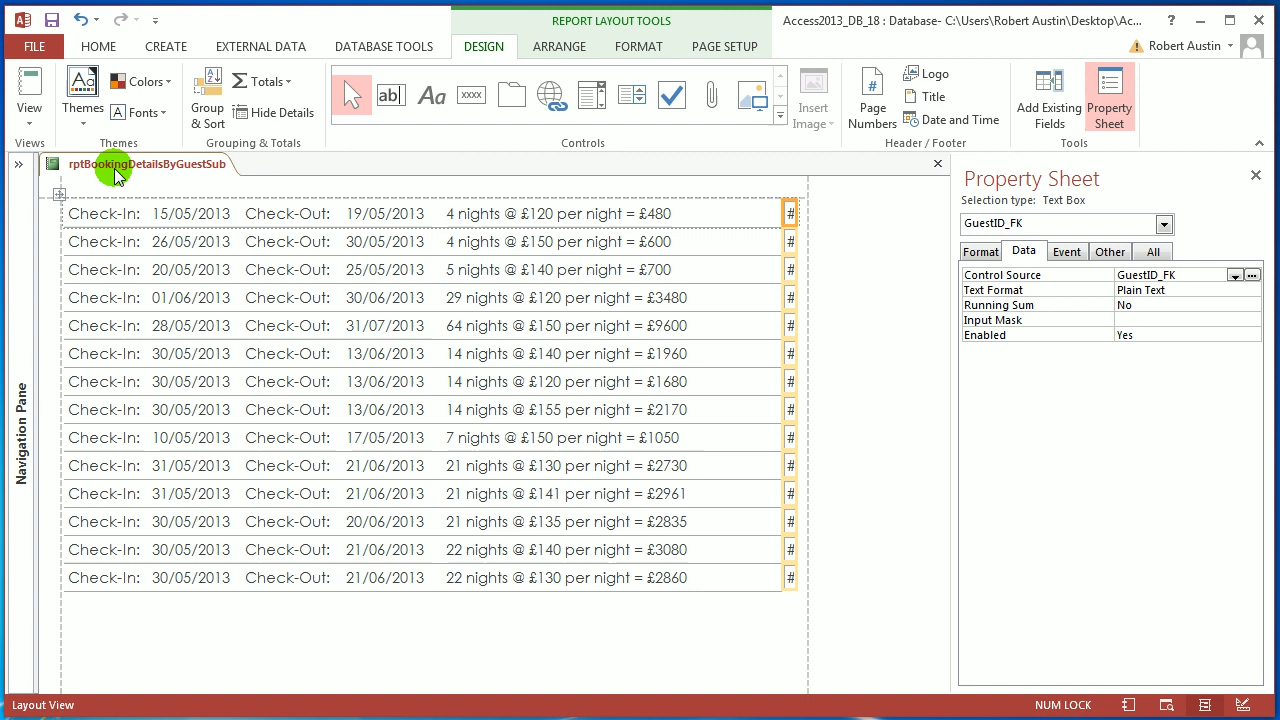 REPORT LAYOUT TOOLS
Access2013_DB_18 : Database- C:\Users\Robert Austin\Desktop\Ac...
FILE HOME CREATE EXTERNAL DATA DATABASE TOOLS DESIGN ARRANGE FORMAT PAGE SETUP Robert Austin
View
Themes
Colors
Fonts
Group & Sort
Totals
Hide Details
Insert Image
Page Numbers
Logo
Title
Date and Time
Add Existing Fields
Property Sheet
Views Themes Grouping & Totals Controls Header / Footer Tools
rptBookingDetailsByGuestSub
Navigation Pane
Check-In: 15/05/2013 Check-Out: 19/05/2013 4 nights @ £120 per night = £480 #
Check-In: 26/05/2013 Check-Out: 30/05/2013 4 nights @ £150 per night = £600 #
Check-In: 20/05/2013 Check-Out: 25/05/2013 5 nights @ £140 per night = £700 #
Check-In: 01/06/2013 Check-Out: 30/06/2013 29 nights @ £120 per night = £3480 #
Check-In: 28/05/2013 Check-Out: 31/07/2013 64 nights @ £150 per night = £9600 #
Check-In: 30/05/2013 Check-Out: 13/06/2013 14 nights @ £140 per night = £1960 #
Check-In: 30/05/2013 Check-Out: 13/06/2013 14 nights @ £120 per night = £1680 #
Check-In: 30/05/2013 Check-Out: 13/06/2013 14 nights @ £155 per night = £2170 #
Check-In: 10/05/2013 Check-Out: 17/05/2013 7 nights @ £150 per night = £1050 #
Check-In: 31/05/2013 Check-Out: 21/06/2013 21 nights @ £130 per night = £2730 #
Check-In: 31/05/2013 Check-Out: 21/06/2013 21 nights @ £141 per night = £2961 #
Check-In: 30/05/2013 Check-Out: 20/06/2013 21 nights @ £135 per night = £2835 #
Check-In: 30/05/2013 Check-Out: 21/06/2013 22 nights @ £140 per night = £3080 #
Check-In: 30/05/2013 Check-Out: 21/06/2013 22 nights @ £130 per night = £2860 #
Property Sheet
Selection type: Text Box
GuestID_FK
Format Data Event Other All
Control Source GuestID_FK
Text Format Plain Text
Running Sum No
Input Mask
Enabled Yes
Layout View NUM LOCK